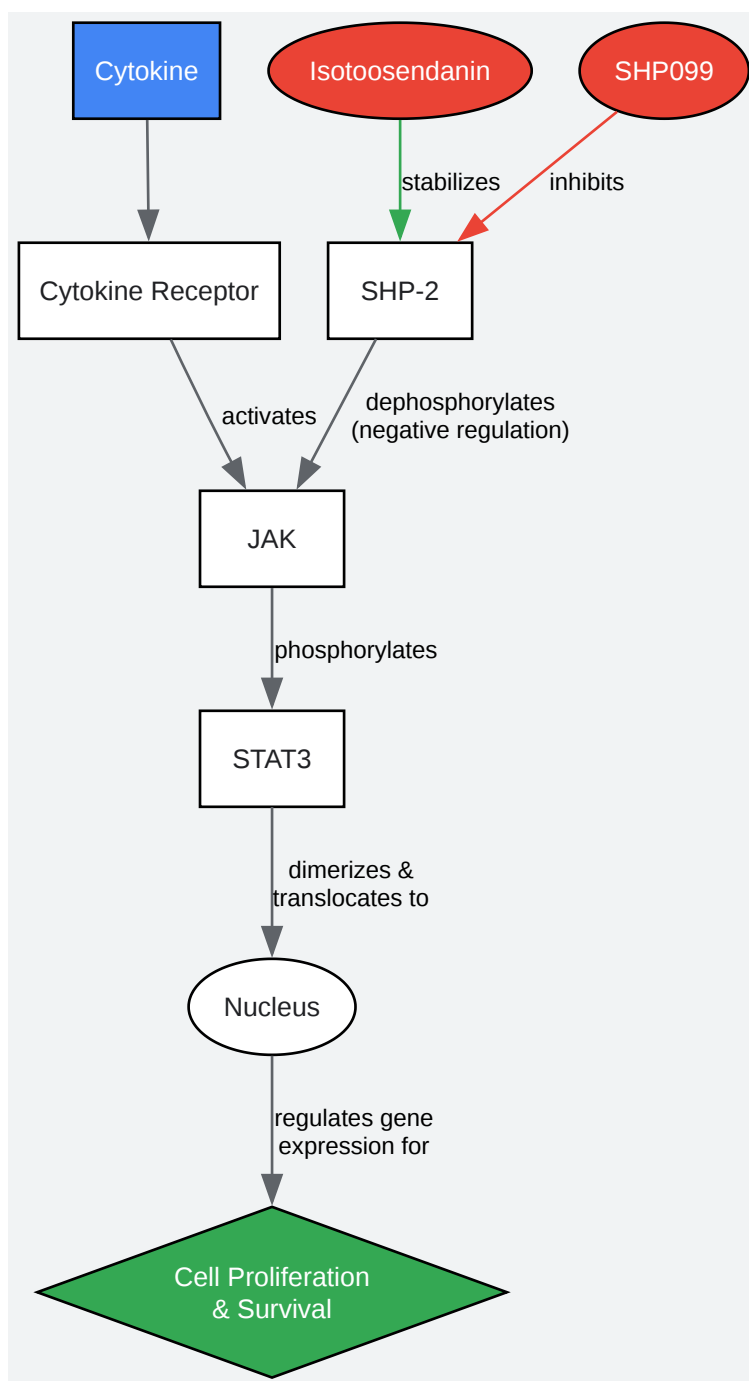 Cytokine
Isotoosendanin
SHP099
stabilizes
inhibits
Cytokine Receptor
SHP-2
activates
dephosphorylates
(negative regulation)
JAK
phosphorylates
STAT3
dimerizes &
translocates to
Nucleus
regulates gene
expression for
Cell Proliferation
& Survival